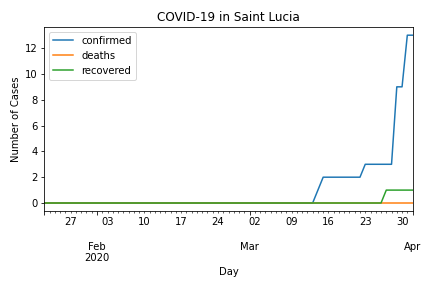 COVID-19 in Saint Lucia
confirmed
deaths
recovered
Number of Cases
12
10
8
6
4
2
0
27 03 10 17 24 02 09 16 23 30
Feb Mar Apr
2020
Day